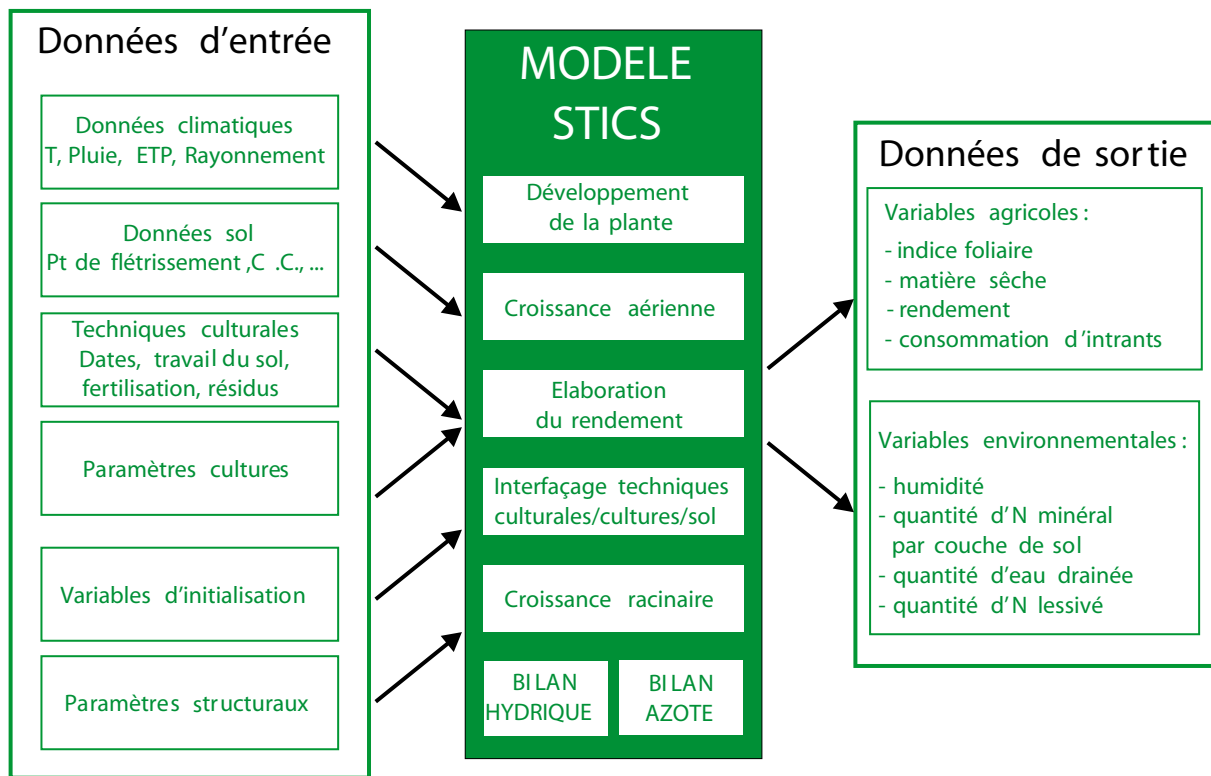 Données d'entrée
Données climatiques
T, Pluie, ETP, Rayonnement
Données sol
Pt de flétrissement ,C .C., ...
Techniques culturales
Dates, travail du sol,
fertilisation, résidus
Paramètres cultures
Variables d'initialisation
Paramètres structuraux
MODELE
STICS
Développement
de la plante
Croissance aérienne
Elaboration
du rendement
Interfaçage techniques
culturales/cultures/sol
Croissance racinaire
BILAN
HYDRIQUE
BILAN
AZOTE
Données de sortie
Variables agricoles :
- indice foliaire
- matière sêche
- rendement
- consommation d'intrants
Variables environnementales :
- humidité
- quantité d'N minéral
par couche de sol
- quantité d'eau drainée
- quantité d'N lessivé